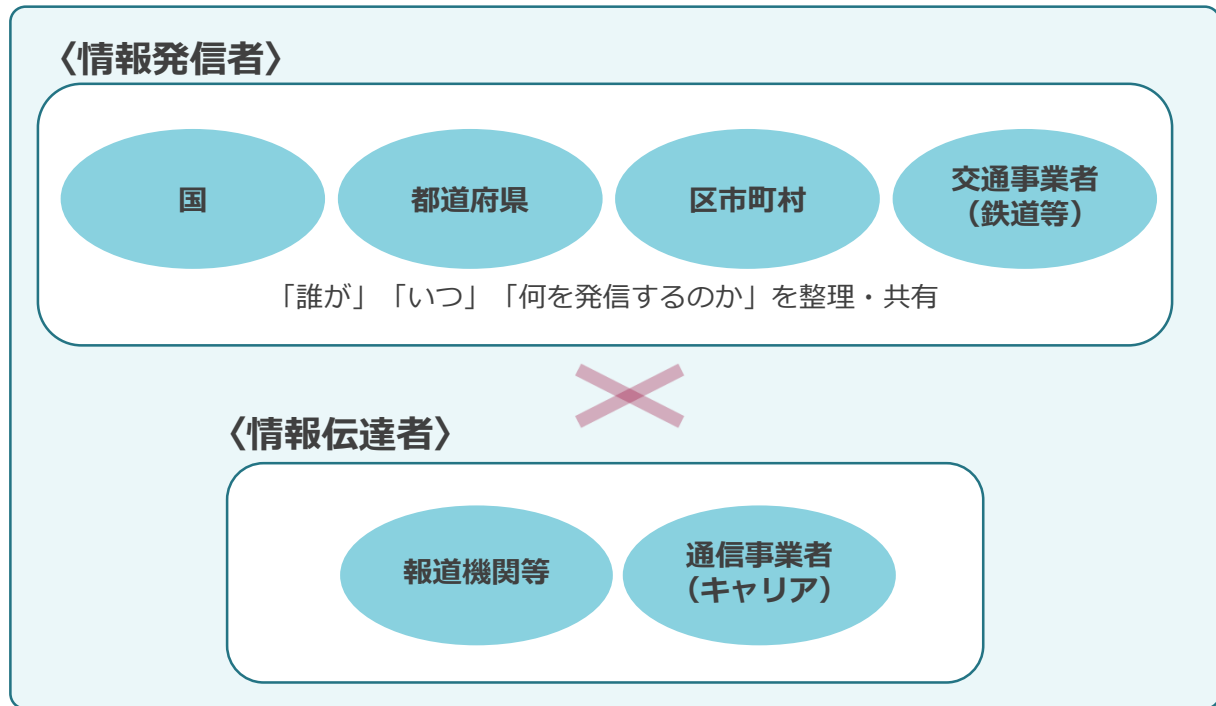 〈情報発信者〉
国
都道府県
区市町村
交通事業者
（鉄道等）
「誰が」「いつ」「何を発信するのか」を整理・共有
〈情報伝達者〉
報道機関等
通信事業者
（キャリア）